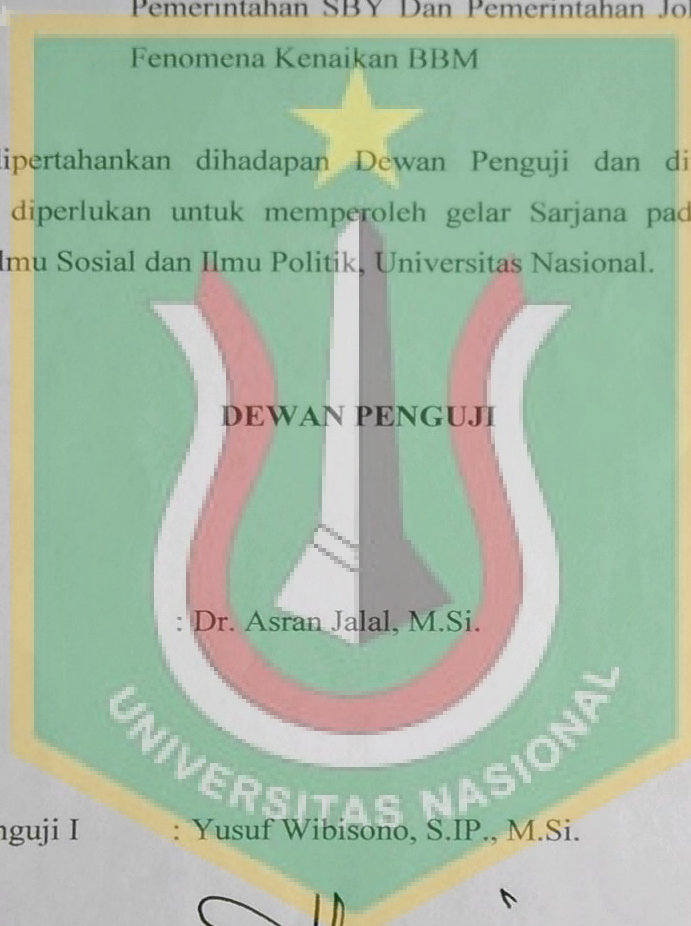 Pemerintahan SBY Dan Pemerintahan Jo
Fenomena Kenaikan BBM
dipertahankan dihadapan Dewan Penguji dan di
diperlukan untuk memperoleh gelar Sarjana pad
lmu Sosial dan Ilmu Politik, Universitas Nasional.
DEWAN PENGUJI
: Dr. Asran Jalal, M.Si.
UNIVERSITAS NASIONAL
nguji I : Yusuf Wibisono, S.IP., M.Si.